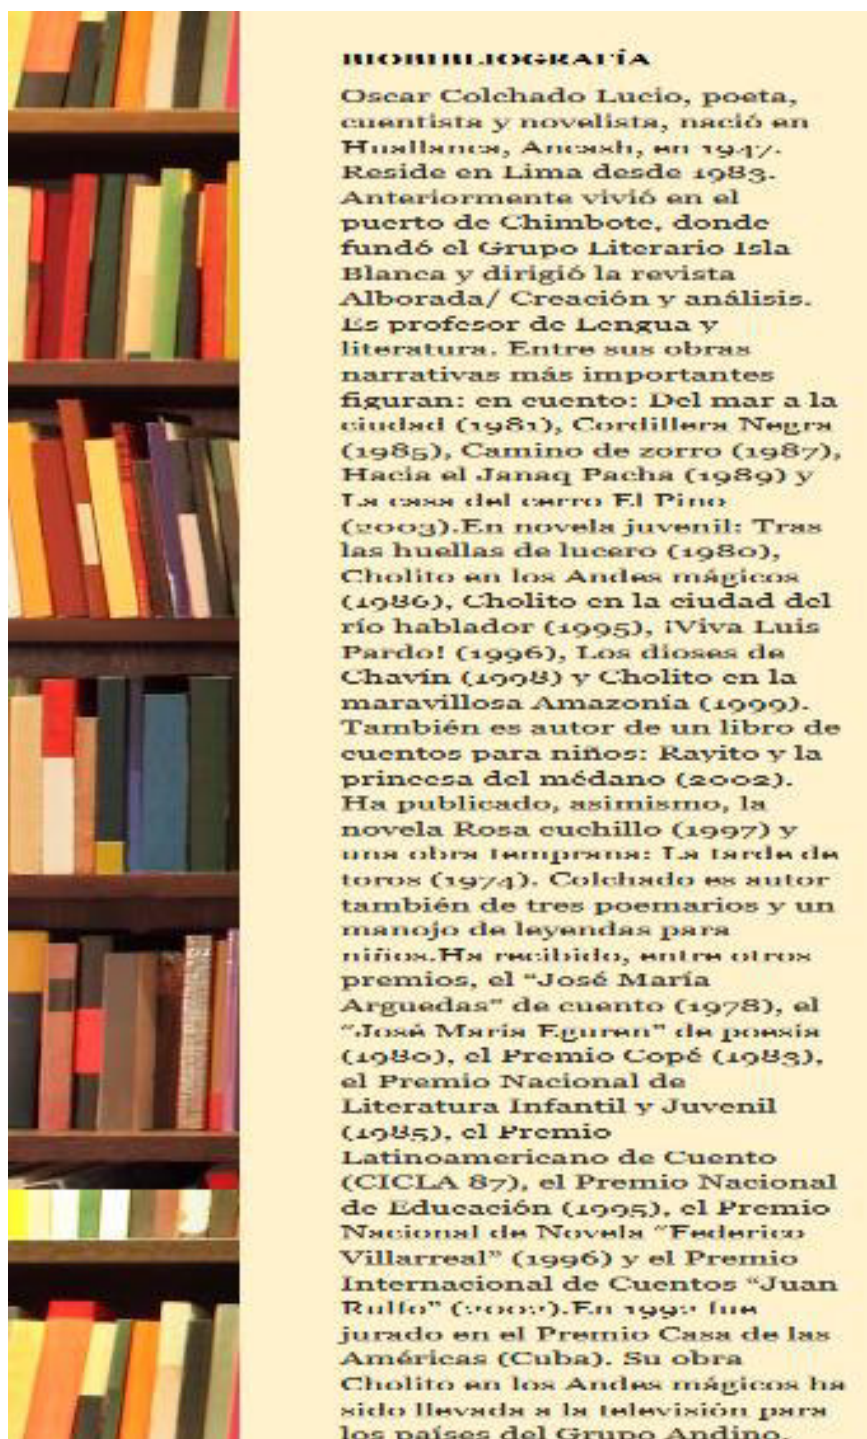 BIOBIBLIOGRAFÍA
Oscar Colchado Lucio, poeta,
cuentista y novelista, nació en
Huallanca, Ancash, en 1947.
Reside en Lima desde 1983.
Anteriormente vivió en el
puerto de Chimbote, donde
fundó el Grupo Literario Isla
Blanca y dirigió la revista
Alborada/ Creación y análisis.
Es profesor de Lengua y
literatura. Entre sus obras
narrativas más importantes
figuran: en cuento: Del mar a la
ciudad (1981), Cordillera Negra
(1985), Camino de zorro (1987),
Hacia el Janaq Pacha (1989) y
La casa del cerro El Pino
(2003).En novela juvenil: Tras
las huellas de lucero (1980),
Cholito en los Andes mágicos
(1986), Cholito en la ciudad del
río hablador (1995), ¡Viva Luis
Pardo! (1996), Los dioses de
Chavín (1998) y Cholito en la
maravillosa Amazonía (1999).
También es autor de un libro de
cuentos para niños: Rayito y la
princesa del médano (2002).
Ha publicado, asimismo, la
novela Rosa cuchillo (1997) y
una obra temprana: La tarde de
toros (1974). Colchado es autor
también de tres poemarios y un
manojo de leyendas para
niños.Ha recibido, entre otros
premios, el “José María
Arguedas” de cuento (1978), el
“José María Eguren” de poesía
(1980), el Premio Copé (1983),
el Premio Nacional de
Literatura Infantil y Juvenil
(1985), el Premio
Latinoamericano de Cuento
(CICLA 87), el Premio Nacional
de Educación (1995), el Premio
Nacional de Novela “Federico
Villarreal” (1996) y el Premio
Internacional de Cuentos “Juan
Rulfo” (2002).En 1992 fue
jurado en el Premio Casa de las
Américas (Cuba). Su obra
Cholito en los Andes mágicos ha
sido llevada a la televisión para
los países del Grupo Andino.